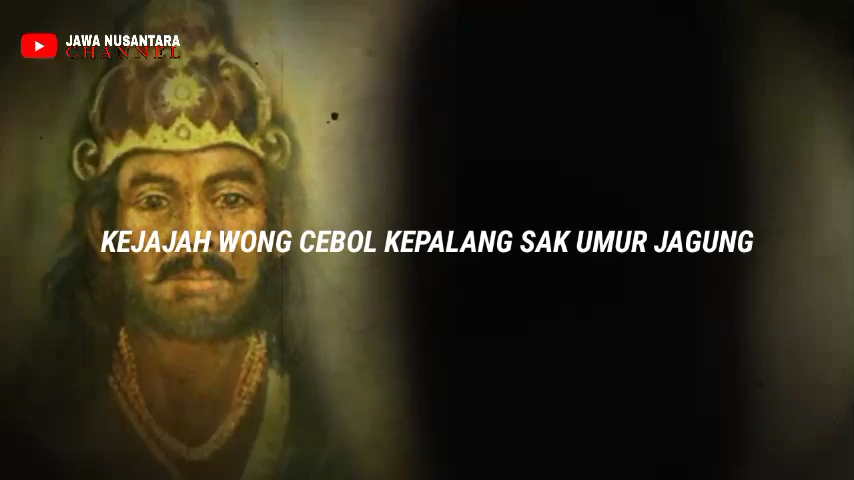 JAWA NUSANTARA
CHANNEL
KEJAJAH WONG CEBOL KEPALANG SAK UMUR JAGUNG